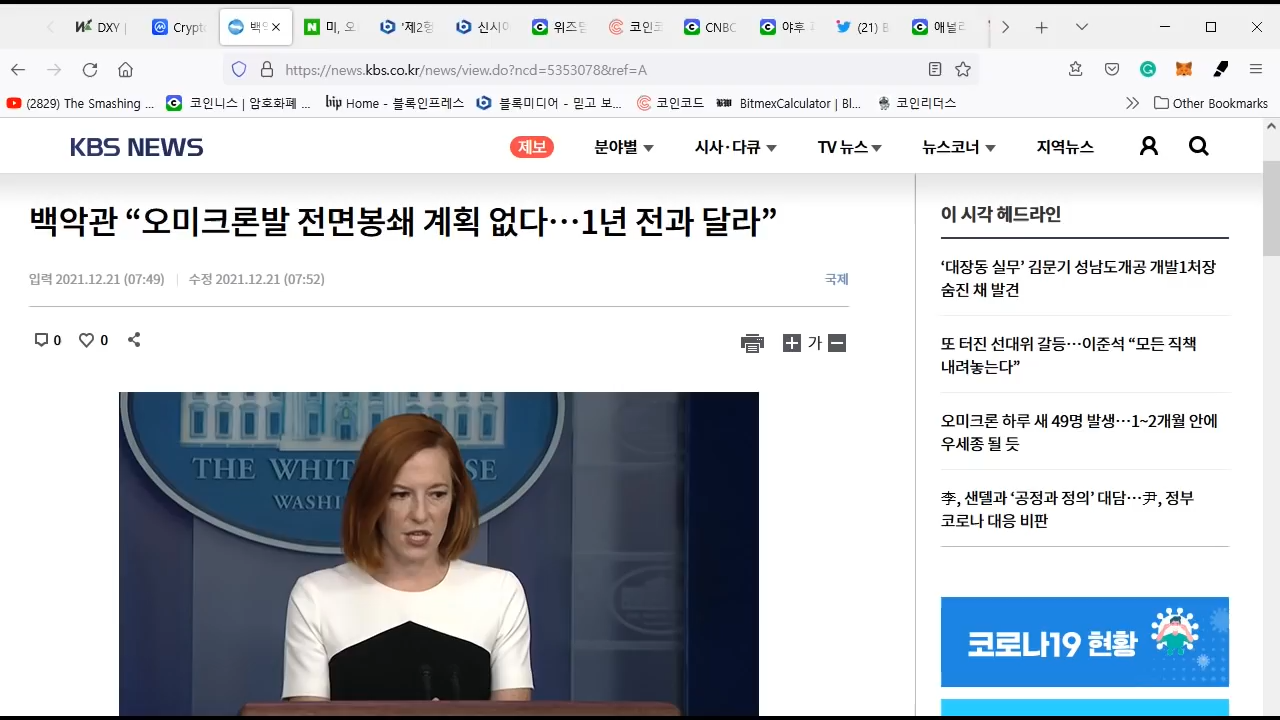 DXY
Crypt
백악
미, 오
'제2형
신시아
위즈덤
코인코
CNBC
야후
(21) B
애널리
https://news.kbs.co.kr/news/view.do?ncd=5353078&ref=A
(2829) The Smashing ...
코인니스 | 암호화폐 ...
bip Home - 블록인프레스
블록미디어 - 믿고 보...
코인코드
BitmexCalculator | Bl...
코인리더스
Other Bookmarks
KBS NEWS
제보
분야별
시사·다큐
TV 뉴스
뉴스코너
지역뉴스
백악관 “오미크론발 전면봉쇄 계획 없다…1년 전과 달라”
입력 2021.12.21 (07:49) | 수정 2021.12.21 (07:52)
국제
0 0
가
THE WHIT SE
WASHI
이 시각 헤드라인
‘대장동 실무’ 김문기 성남도개공 개발1처장
숨진 채 발견
또 터진 선대위 갈등…이준석 “모든 직책
내려놓는다”
오미크론 하루 새 49명 발생…1~2개월 안에
우세종 될 듯
李, 샌델과 ‘공정과 정의’ 대담…尹, 정부
코로나 대응 비판
코로나19 현황